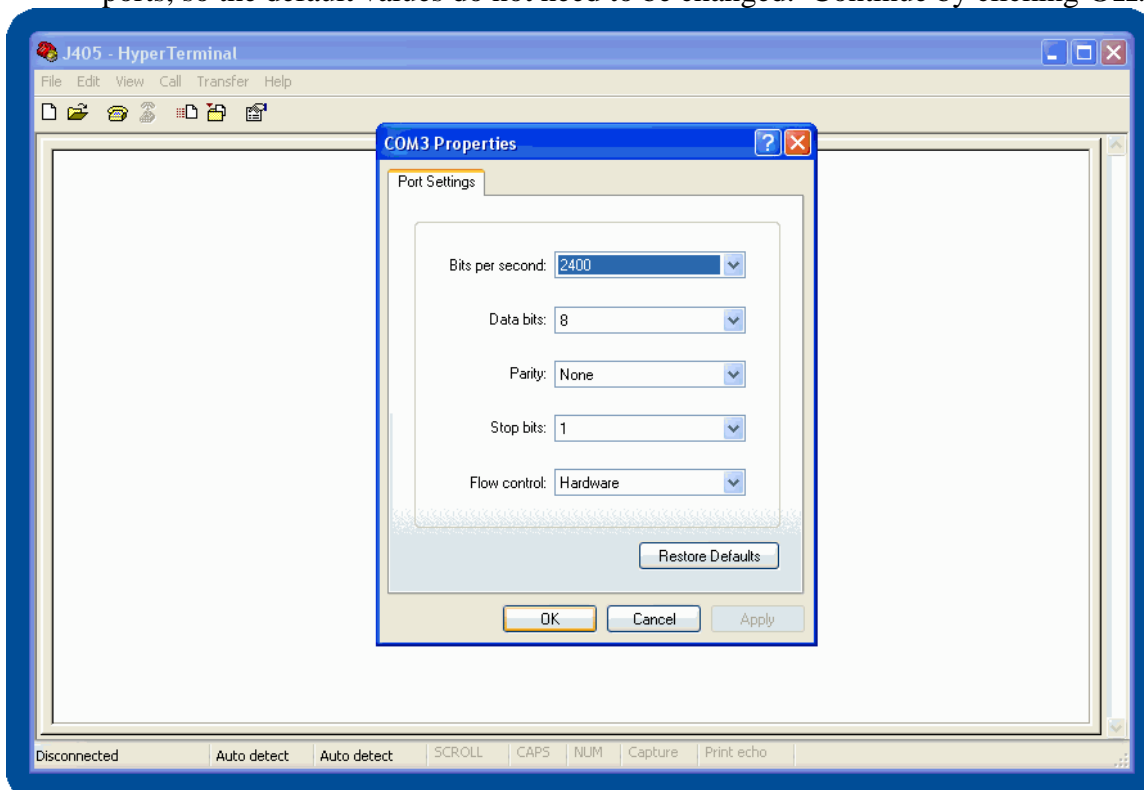 ports, so the default values do not need to be changed. Continue by clicking OK.
J405 - HyperTerminal
File Edit View Call Transfer Help
COM3 Properties
Port Settings
Bits per second: 2400
Data bits: 8
Parity: None
Stop bits: 1
Flow control: Hardware
Restore Defaults
OK Cancel Apply
Disconnected Auto detect Auto detect SCROLL CAPS NUM Capture Print echo